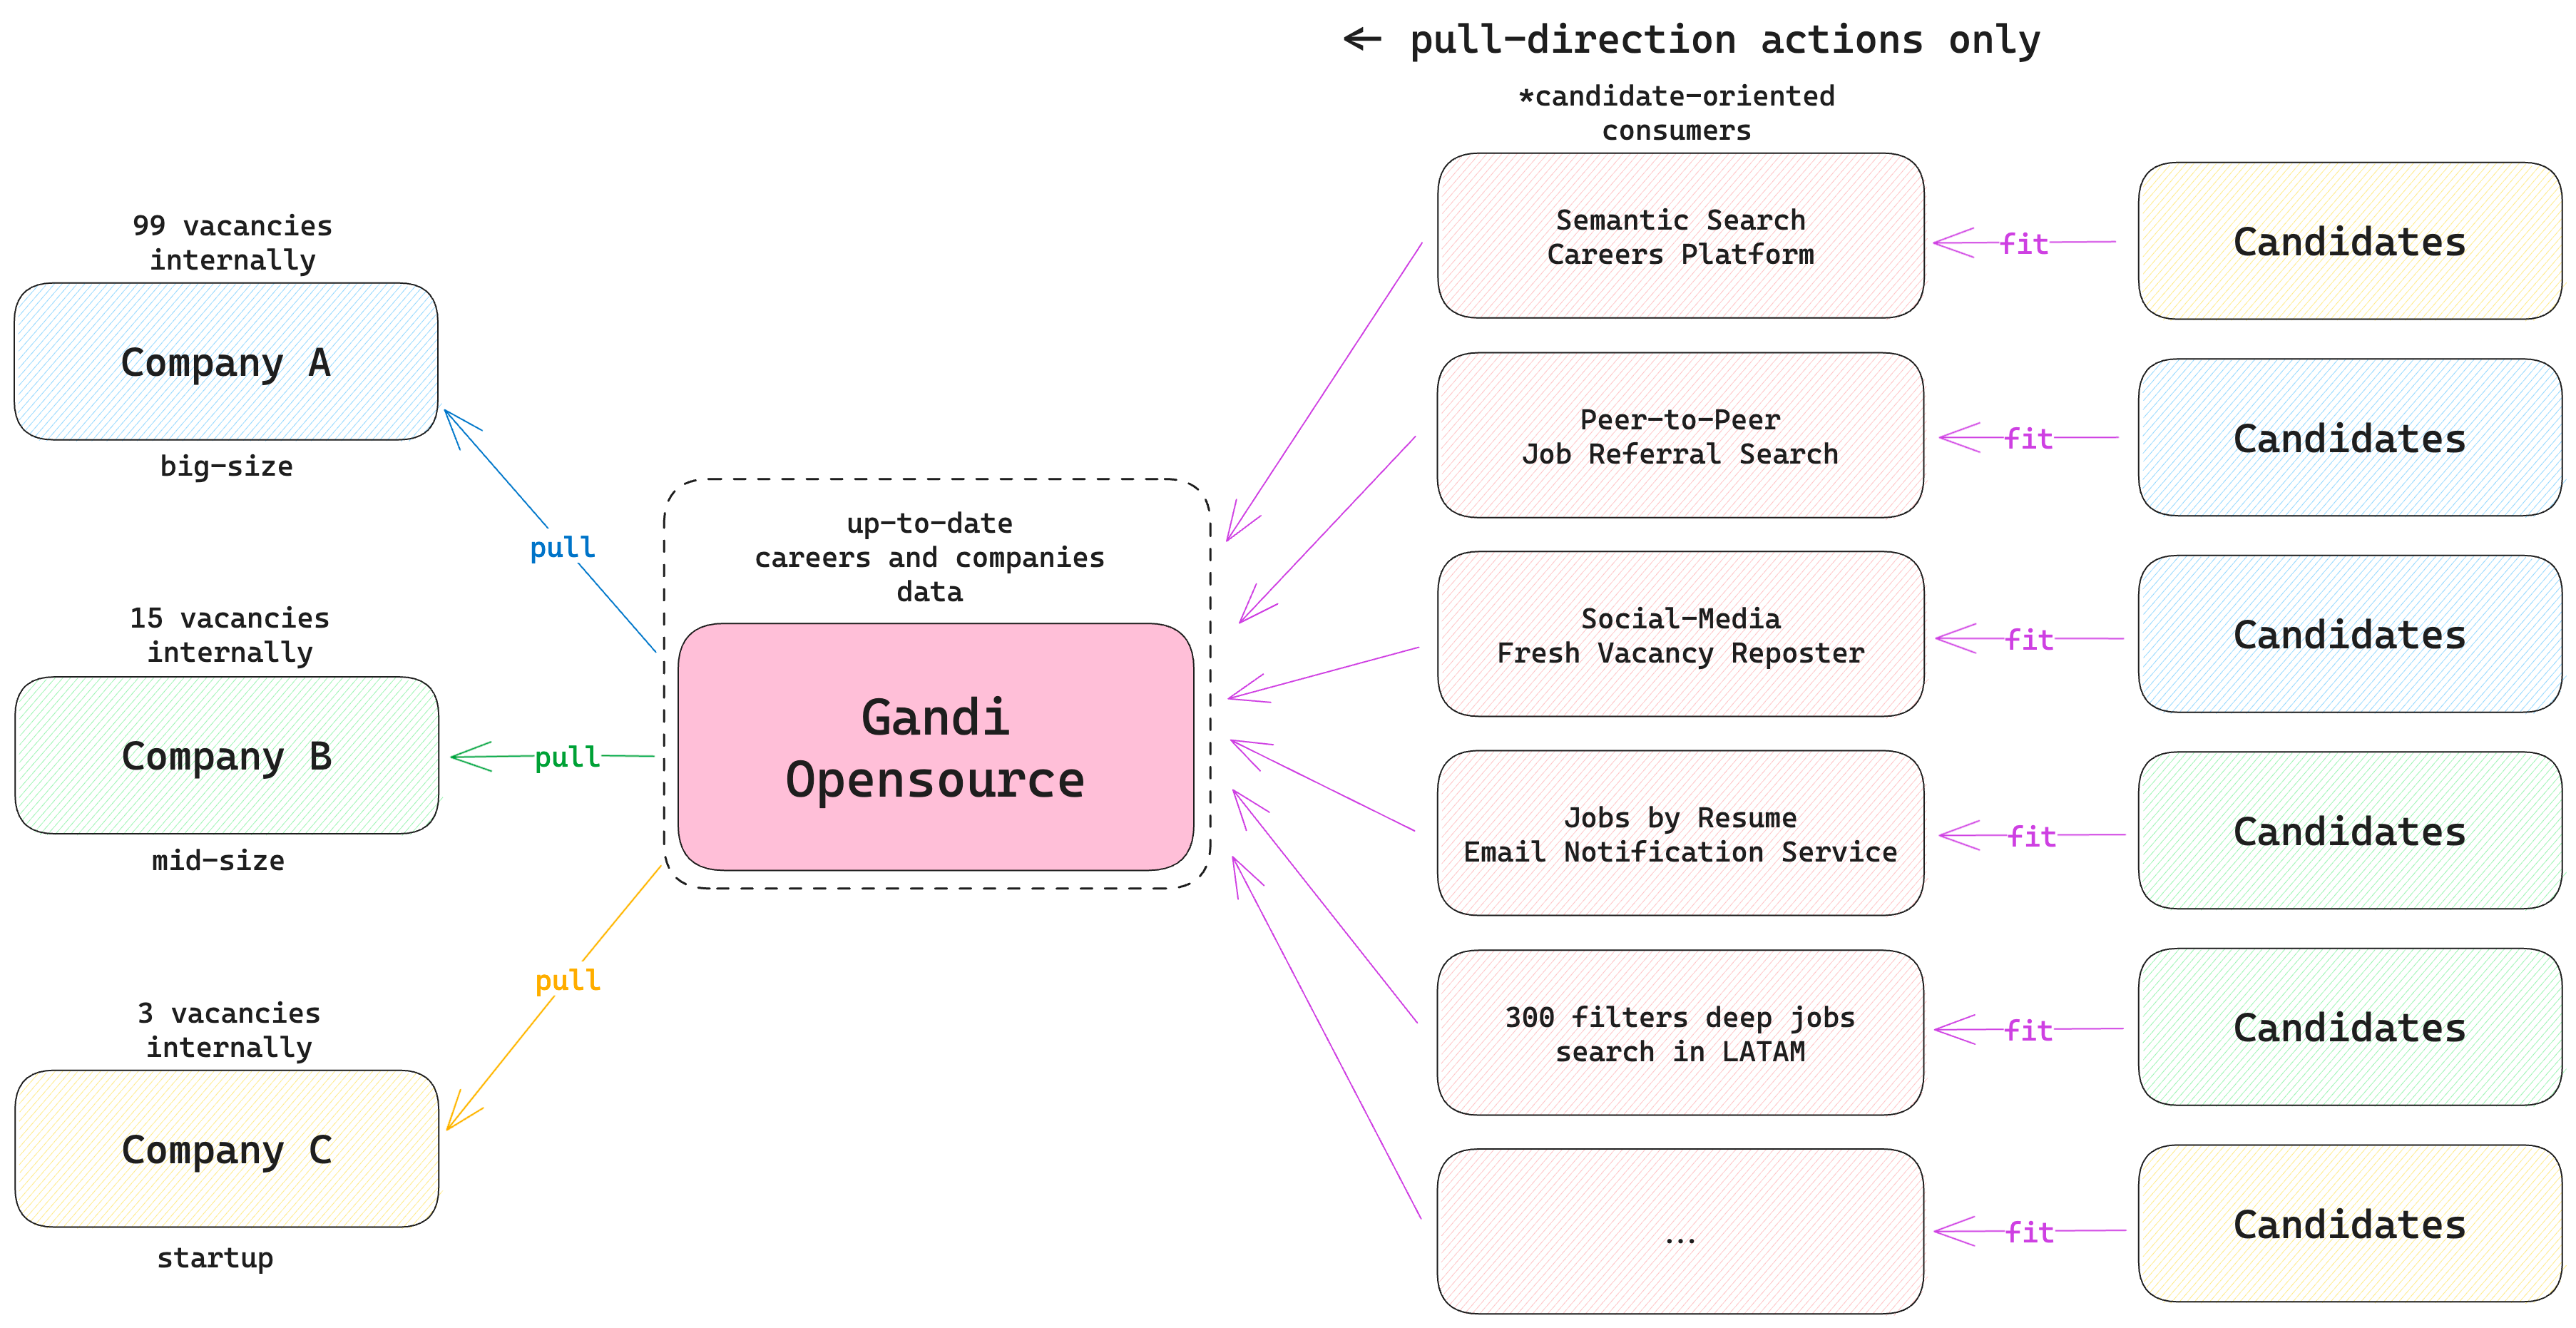 ← pull-direction actions only
*candidate-oriented
consumers
99 vacancies
internally
Company A
big-size
pull
15 vacancies
internally
Company B
mid-size
pull
3 vacancies
internally
Company C
startup
pull
up-to-date
careers and companies
data
Gandi
Opensource
Semantic Search
Careers Platform
fit
Candidates
Peer-to-Peer
Job Referral Search
fit
Candidates
Social-Media
Fresh Vacancy Reposter
fit
Candidates
Jobs by Resume
Email Notification Service
fit
Candidates
300 filters deep jobs
search in LATAM
fit
Candidates
...
fit
Candidates